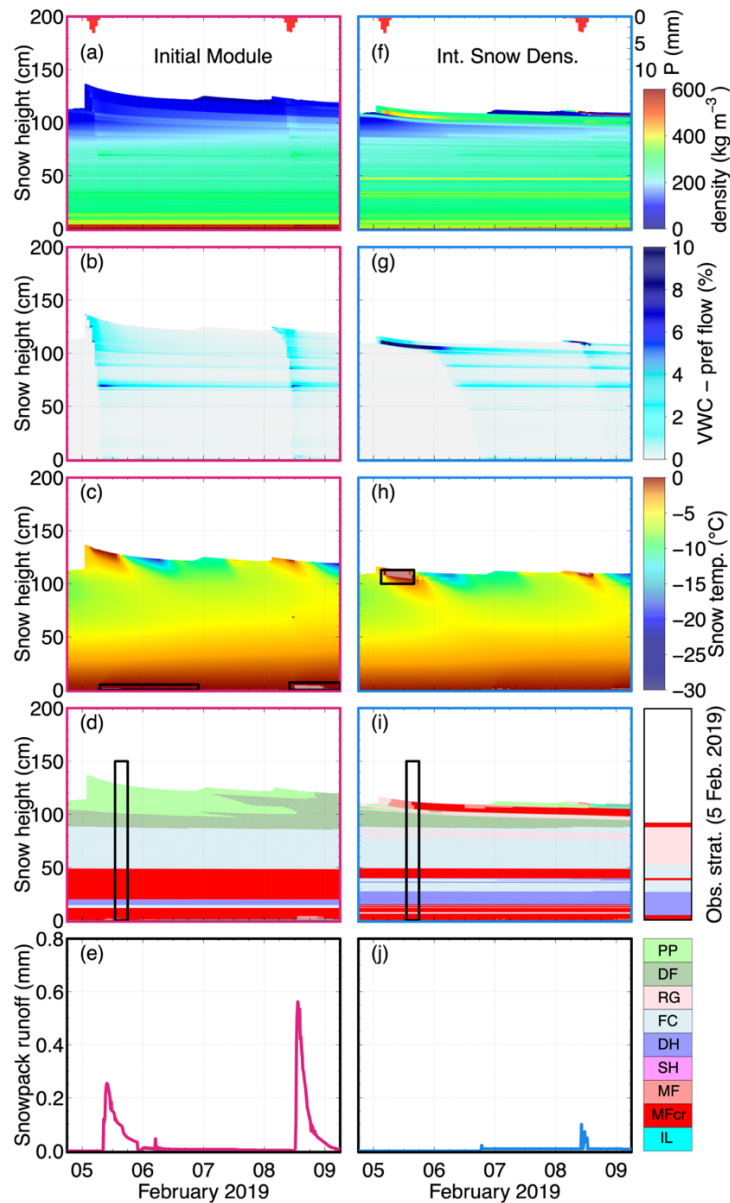 200
150
100
50
0
Snow height (cm)
(a)
Initial Module
(f)
Int. Snow Dens.
0
5
10
P (mm)
600
400
200
0
density (kg m⁻³)
200
150
100
50
0
Snow height (cm)
(b)
(g)
10
8
6
4
2
0
VWC − pref flow (%)
200
150
100
50
0
Snow height (cm)
(c)
(h)
0
−5
−10
−15
−20
−25
−30
Snow temp. (°C)
200
150
100
50
0
Snow height (cm)
(d)
(i)
Obs. strat. (5 Feb. 2019)
0.8
0.6
0.4
0.2
0.0
Snowpack runoff (mm)
(e)
(j)
PP
DF
RG
FC
DH
SH
MF
MFcr
IL
05 06 07 08 09
05 06 07 08 09
February 2019
February 2019